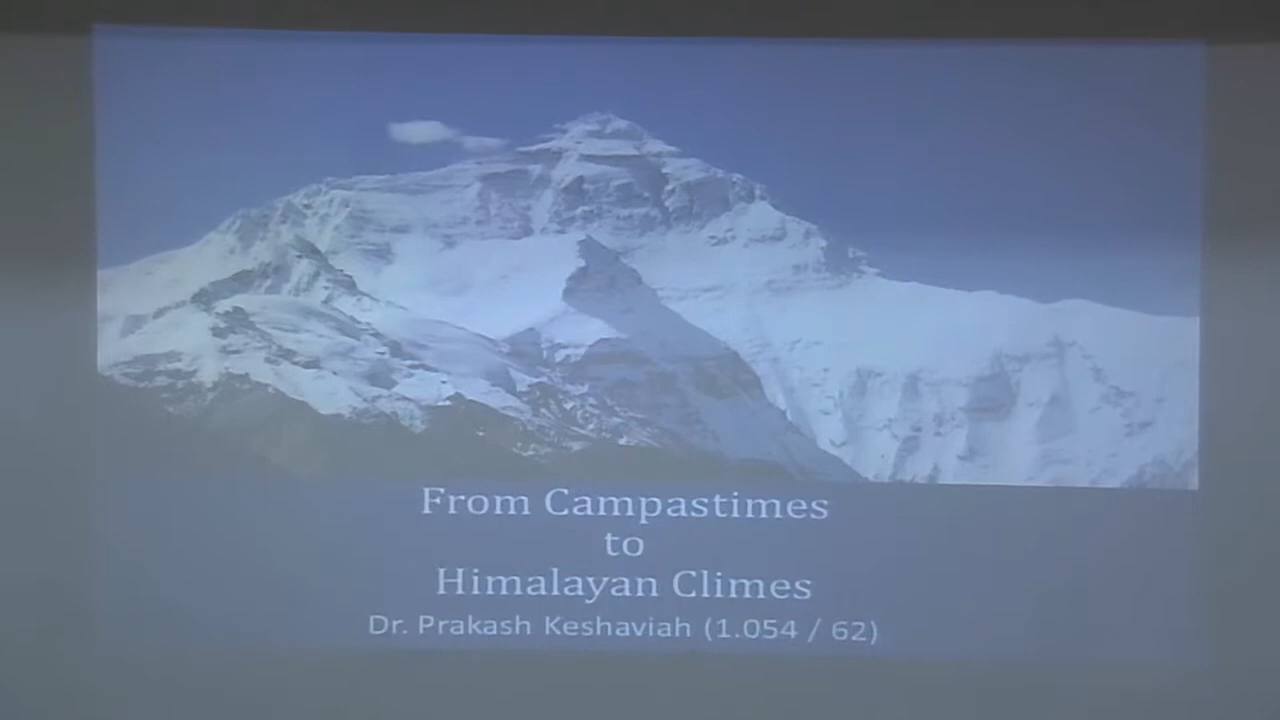 From Campastimes
to
Himalayan Climes
Dr. Prakash Keshaviah (1.054 / 62)